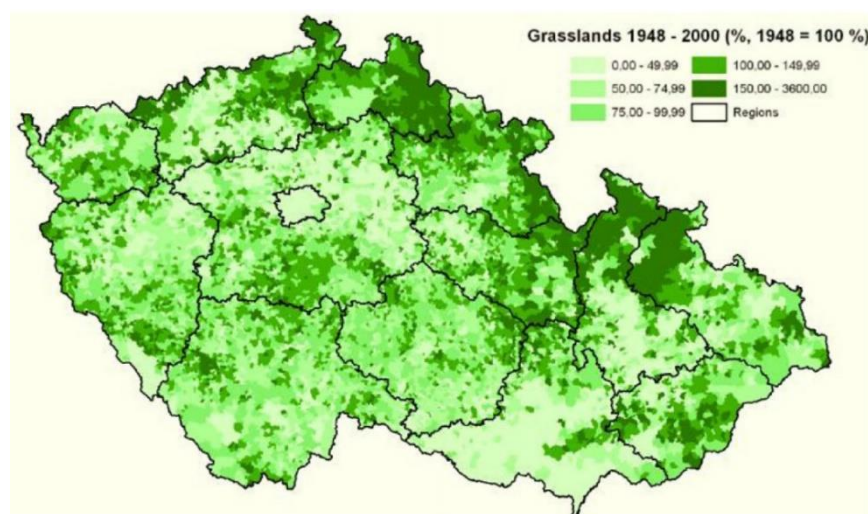 Grasslands 1948 - 2000 (%, 1948 = 100 %)
0,00 - 49,99
100,00 - 149,99
50,00 - 74,99
150,00 - 3600,00
75,00 - 99,99
Regions